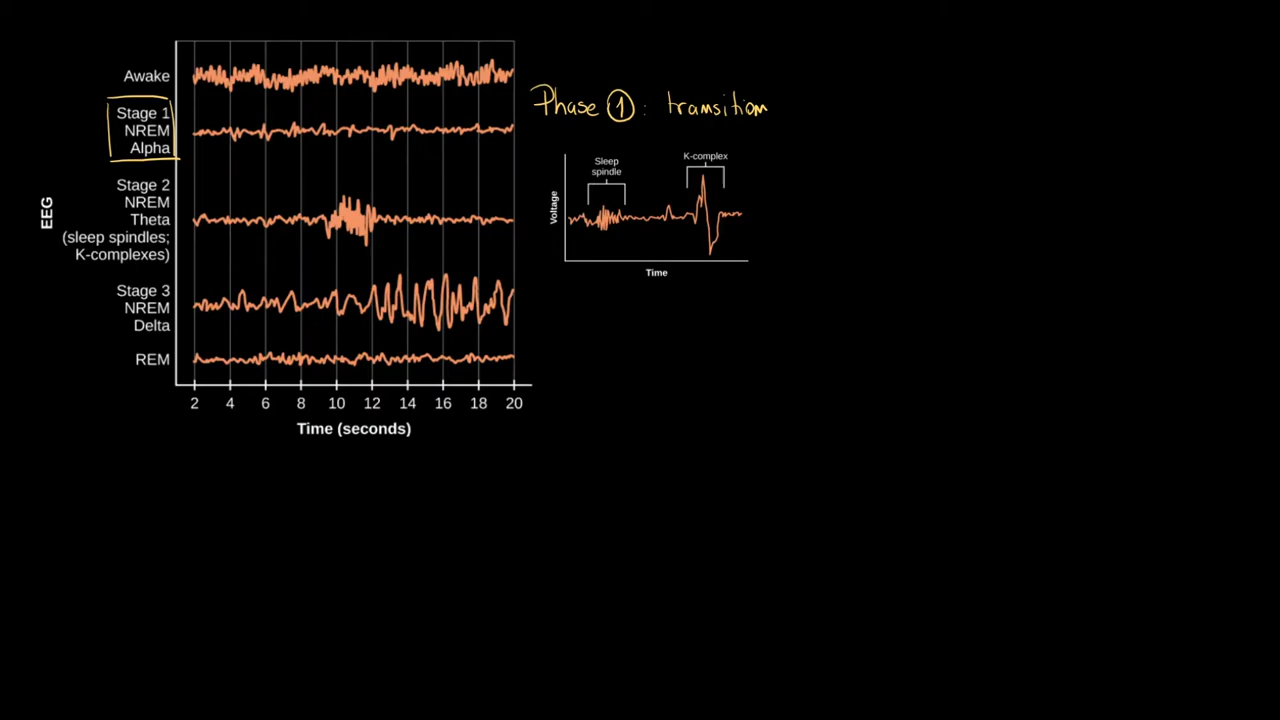 Awake
Stage 1
NREM
Alpha
Stage 2
NREM
Theta
(sleep spindles;
K-complexes)
Stage 3
NREM
Delta
REM
EEG
2 4 6 8 10 12 14 16 18 20
Time (seconds)
Phase 1: transition
Sleep
spindle
K-complex
Voltage
Time